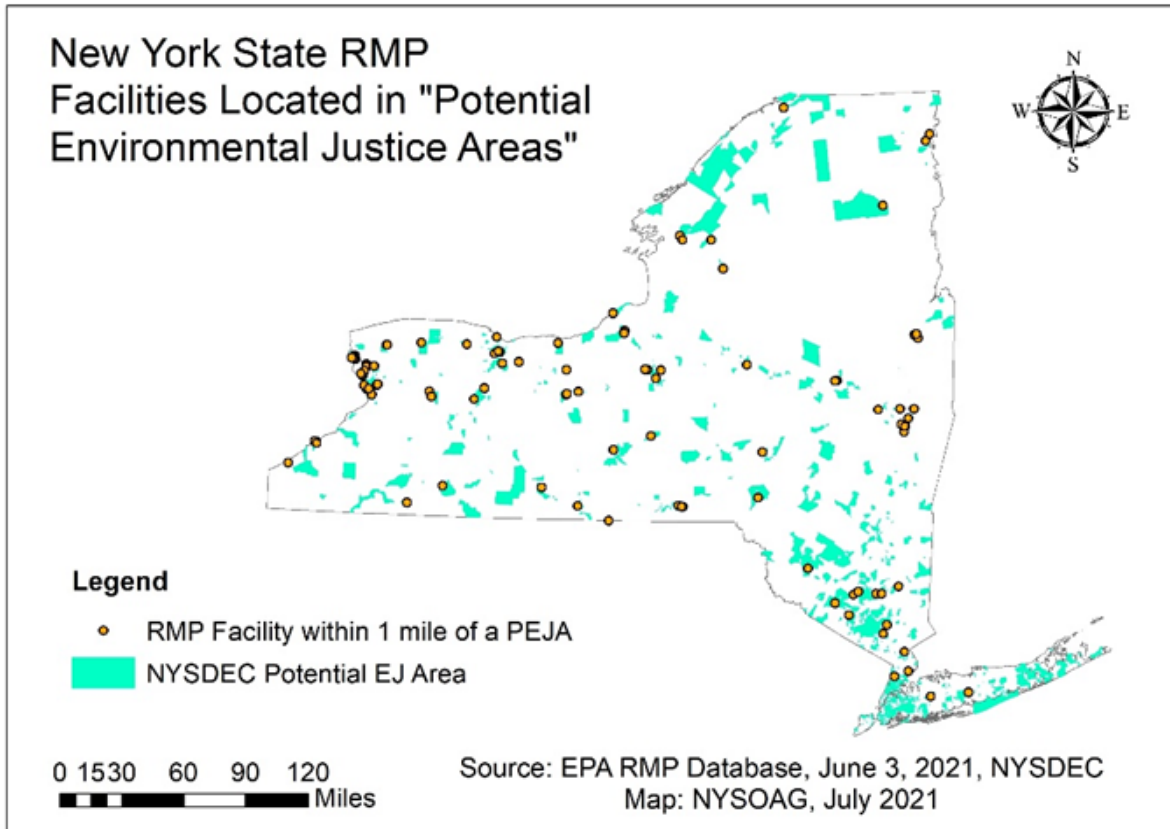 New York State RMP
Facilities Located in "Potential
Environmental Justice Areas"
N
W E
S
Legend
RMP Facility within 1 mile of a PEJA
NYSDEC Potential EJ Area
0 15 30 60 90 120
Miles
Source: EPA RMP Database, June 3, 2021, NYSDEC
Map: NYSOAG, July 2021